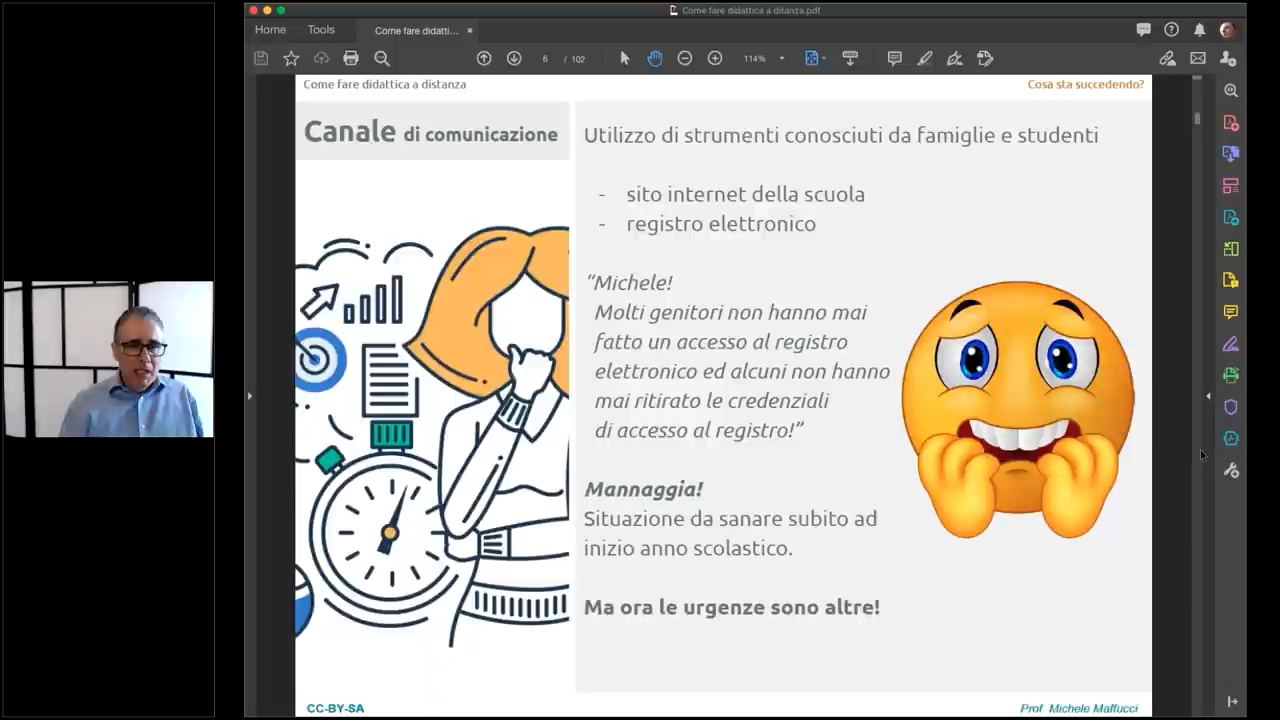 Come fare didattica a ditanza.pdf
Home Tools Come fare didatti... ×
6 / 102 114%
Come fare didattica a distanza
Cosa sta succedendo?
Canale di comunicazione
Utilizzo di strumenti conosciuti da famiglie e studenti
- sito internet della scuola
- registro elettronico
“Michele!
Molti genitori non hanno mai
fatto un accesso al registro
elettronico ed alcuni non hanno
mai ritirato le credenziali
di accesso al registro!”
Mannaggia!
Situazione da sanare subito ad
inizio anno scolastico.
Ma ora le urgenze sono altre!
CC-BY-SA
Prof Michele Maffucci